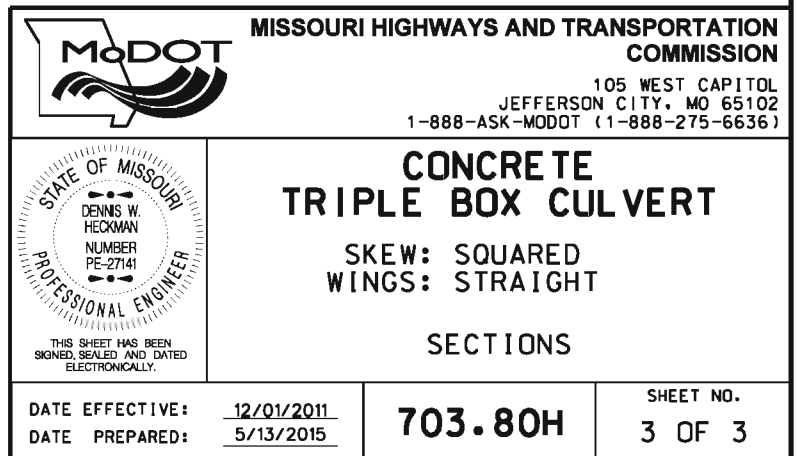 MoDOT
MISSOURI HIGHWAYS AND TRANSPORTATION
COMMISSION
105 WEST CAPITOL
JEFFERSON CITY, MO 65102
1-888-ASK-MODOT (1-888-275-6636)
STATE OF MISSOURI
DENNIS W.
HECKMAN
NUMBER
PE-27141
PROFESSIONAL ENGINEER
THIS SHEET HAS BEEN
SIGNED, SEALED AND DATED
ELECTRONICALLY.
CONCRETE
TRIPLE BOX CULVERT
SKEW: SQUARED
WINGS: STRAIGHT
SECTIONS
DATE EFFECTIVE: 12/01/2011
DATE PREPARED: 5/13/2015
703.80H
SHEET NO.
3 OF 3